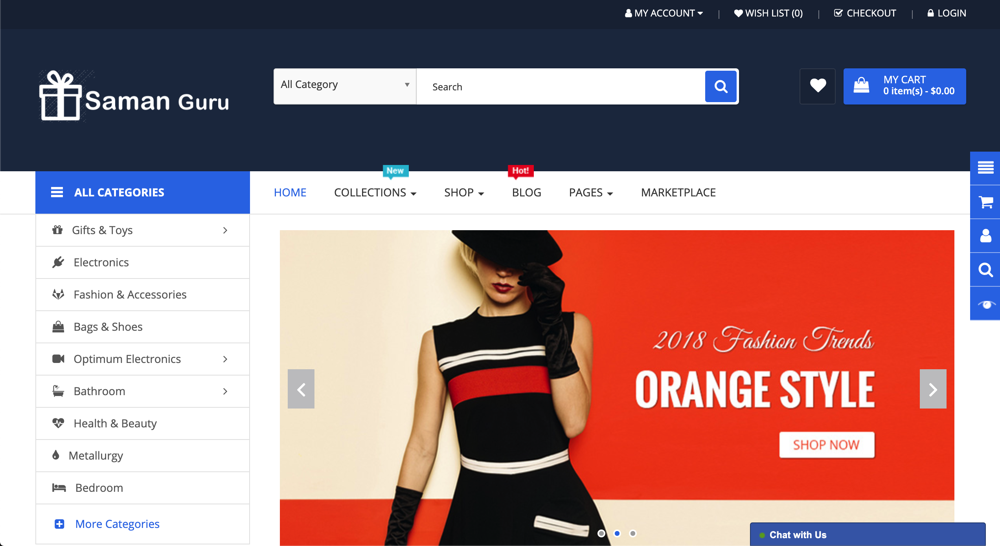 MY ACCOUNT
WISH LIST (0)
CHECKOUT
LOGIN
Saman Guru
All Category
Search
MY CART
0 item(s) - $0.00
New
Hot!
ALL CATEGORIES
HOME
COLLECTIONS
SHOP
BLOG
PAGES
MARKETPLACE
Gifts & Toys
Electronics
Fashion & Accessories
Bags & Shoes
Optimum Electronics
Bathroom
Health & Beauty
Metallurgy
Bedroom
More Categories
2018 Fashion Trends
ORANGE STYLE
SHOP NOW
Chat with Us